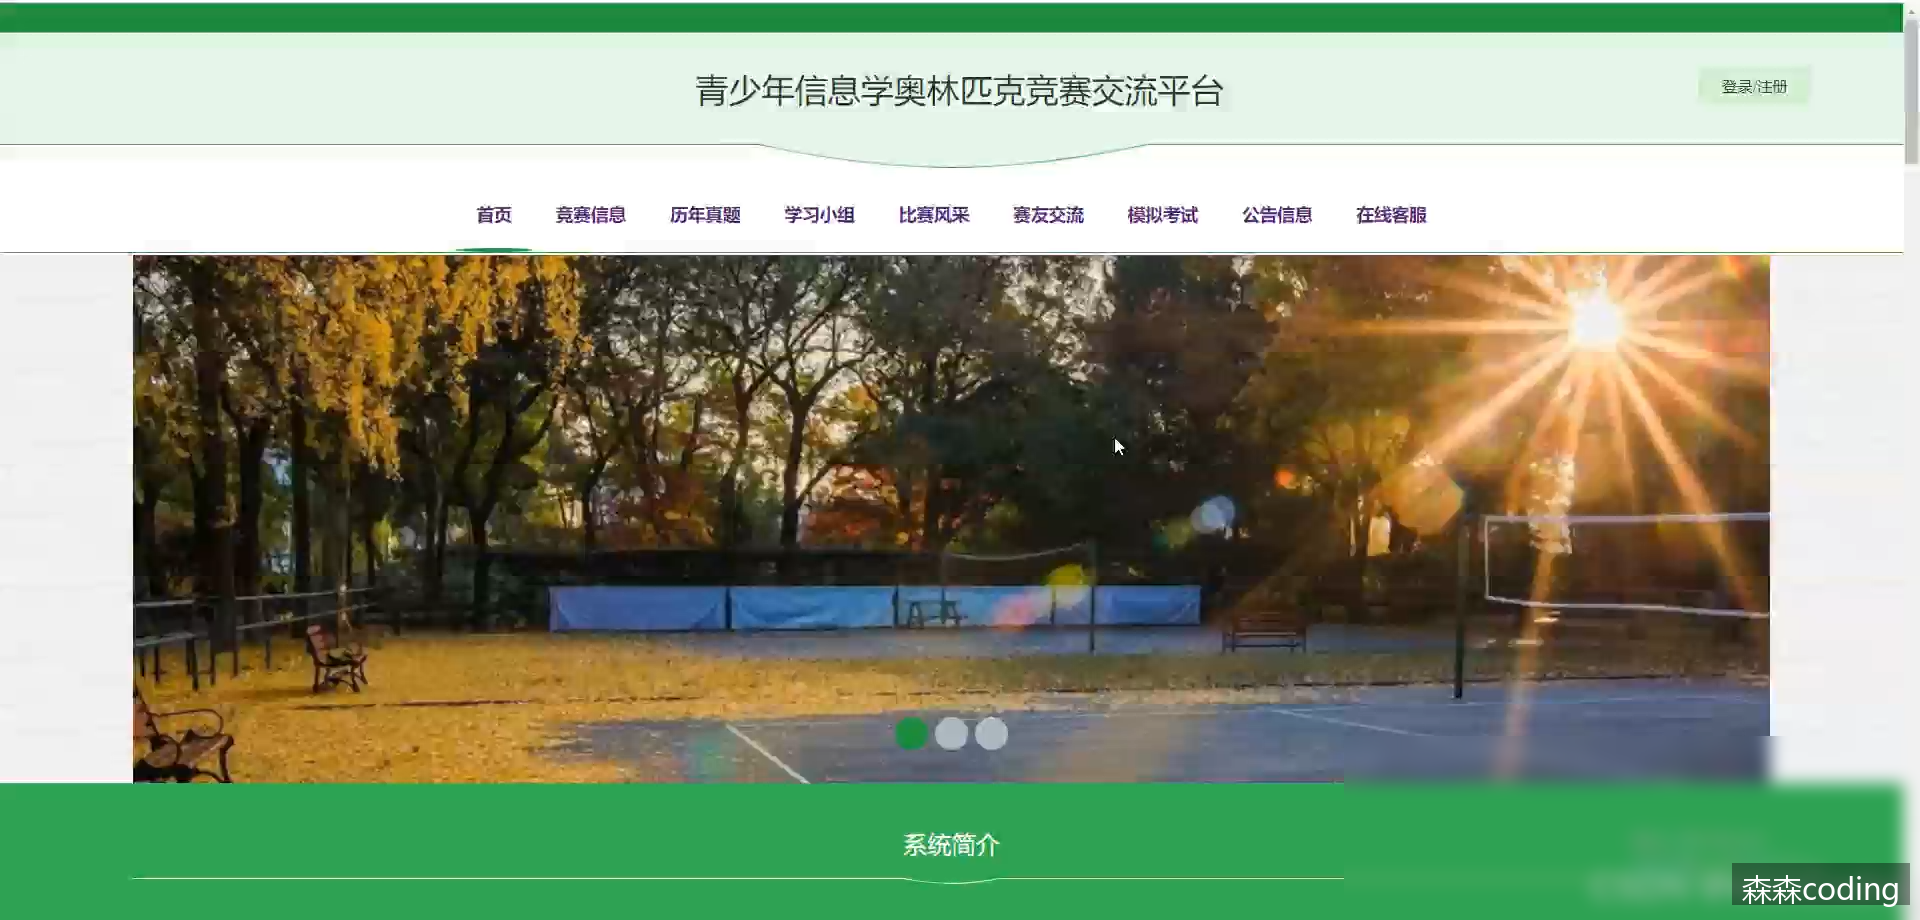 青少年信息学奥林匹克竞赛交流平台
登录/注册
首页 竞赛信息 历年真题 学习小组 比赛风采 赛友交流 模拟考试 公告信息 在线客服
系统简介
森森coding